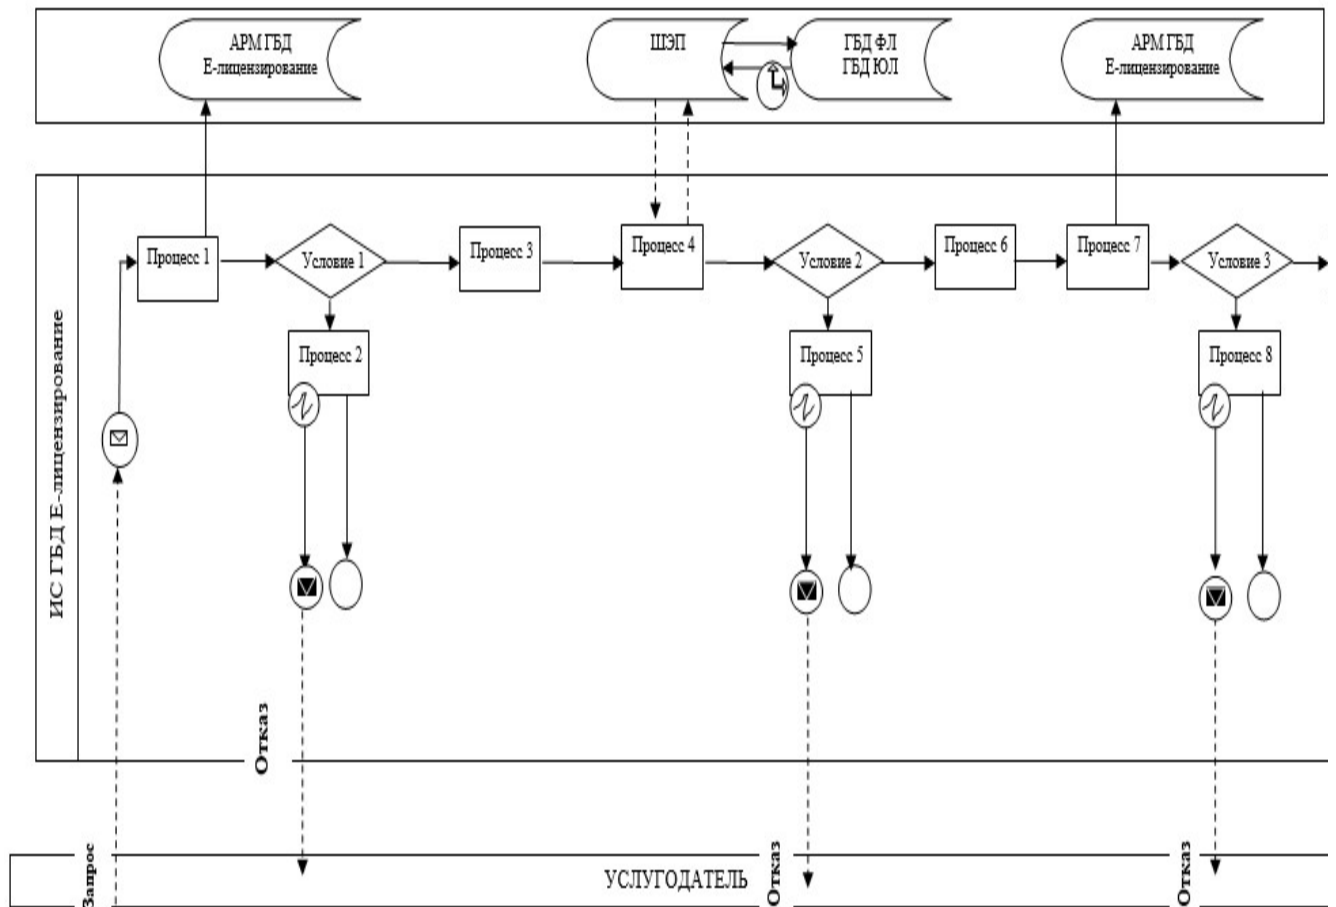 АРМ ГБД
Е-лицензирование
ШЭП
ГБД ФЛ
ГБД ЮЛ
АРМ ГБД
Е-лицензирование
ИС ГБД Е-лицензирование
Процесс 1
Условие 1
Процесс 3
Процесс 4
Условие 2
Процесс 6
Процесс 7
Условие 3
Процесс 2
Процесс 5
Процесс 8
Отказ
Запрос
УСЛУГОДАТЕЛЬ
Отказ
Отказ